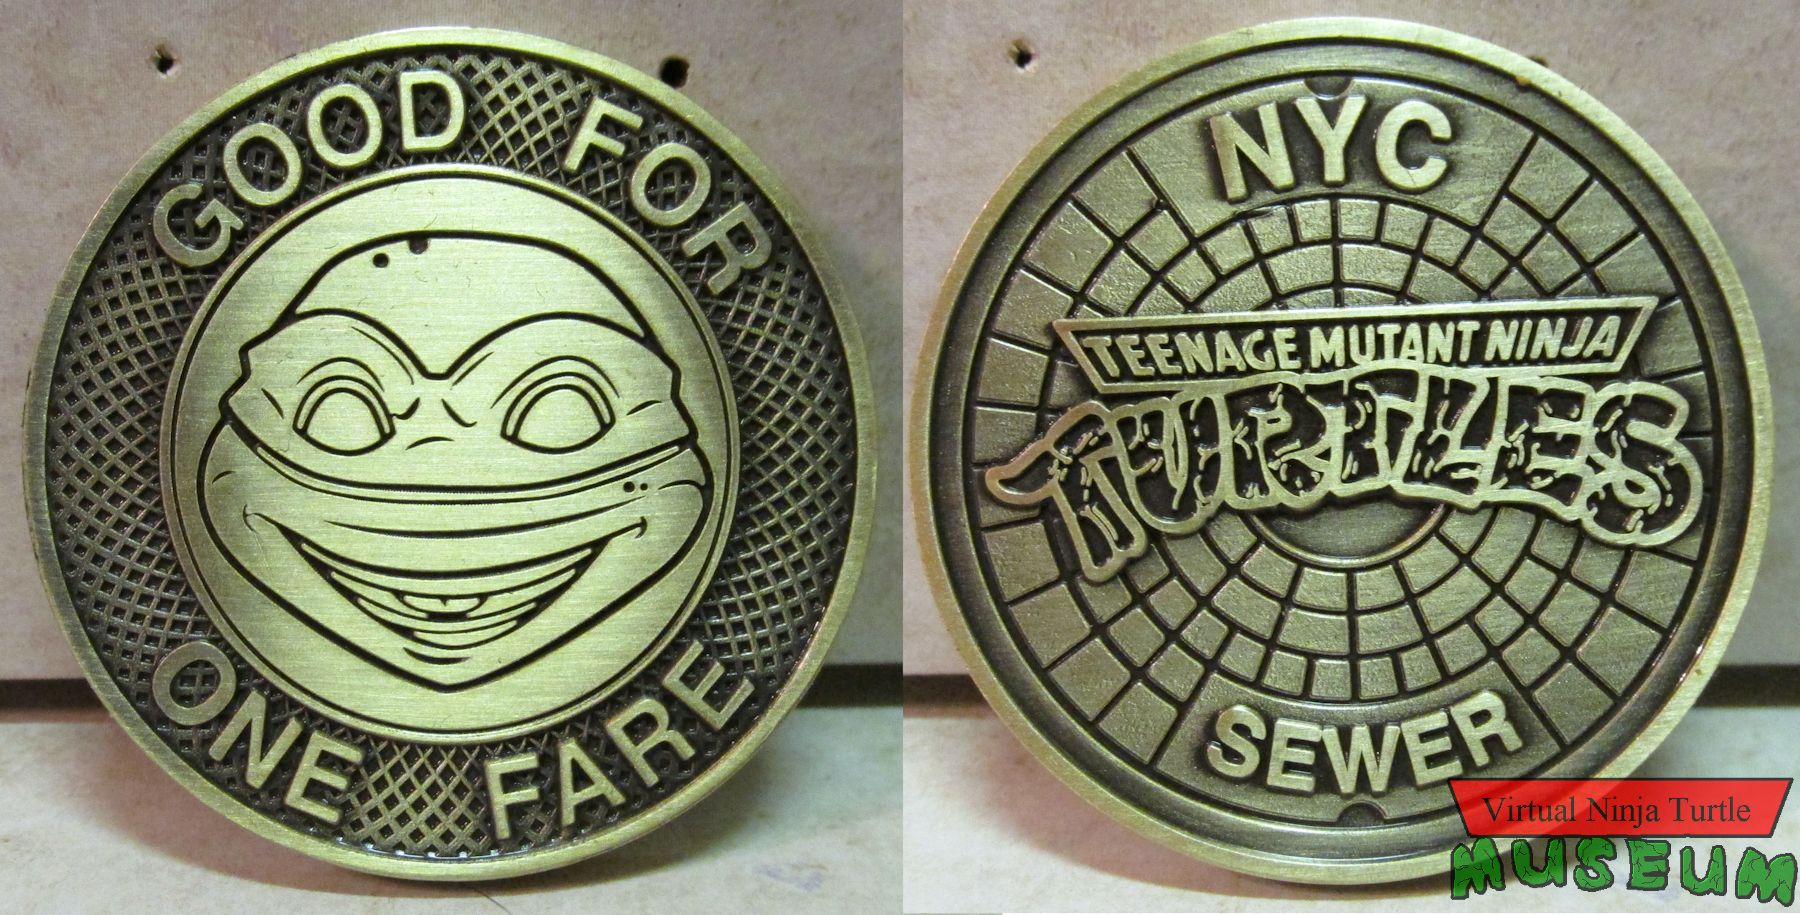 GOOD FOR
ONE FARE
NYC
TEENAGE MUTANT NINJA
TURTLES
SEWER
Virtual Ninja Turtle
MUSEUM